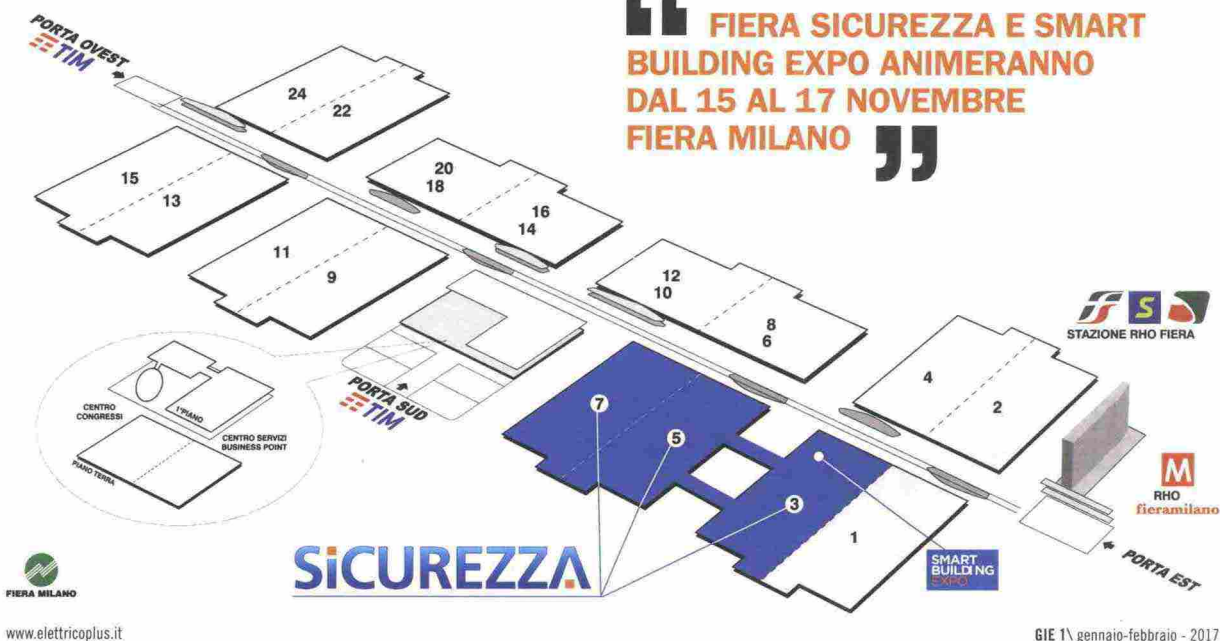 PORTA OVEST
TIM
“ FIERA SICUREZZA E SMART
BUILDING EXPO ANIMERANNO
DAL 15 AL 17 NOVEMBRE
FIERA MILANO ”
24
22
15
13
20
18
16
14
11
9
12
10
8
6
4
2
STAZIONE RHO FIERA
S
PORTA SUD
TIM
CENTRO
CONGRESSI
1°PIANO
CENTRO SERVIZI
BUSINESS POINT
PIANO TERRA
7
5
3
1
M
RHO
fieramilano
PORTA EST
SiCUREZZA
SMART
BUILDING
EXPO
FIERA MILANO
www.elettricoplus.it
GIE 1\ gennaio-febbraio - 2017